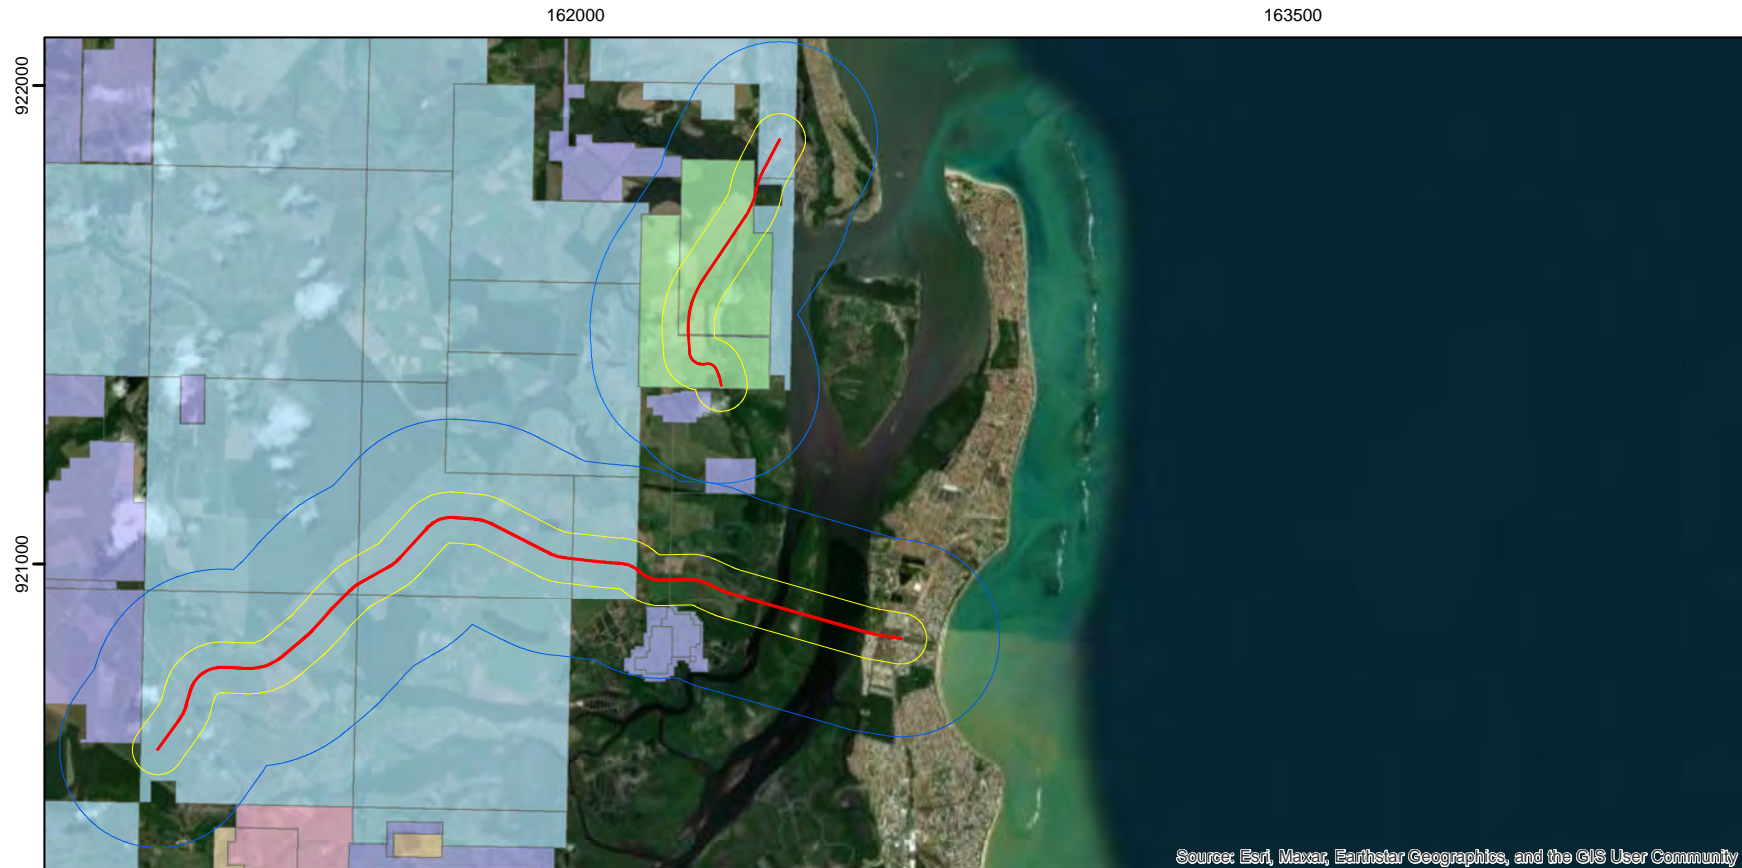 162000
163500
922000
921000
Source: Esri, Maxar, Earthstar Geographics, and the GIS User Community